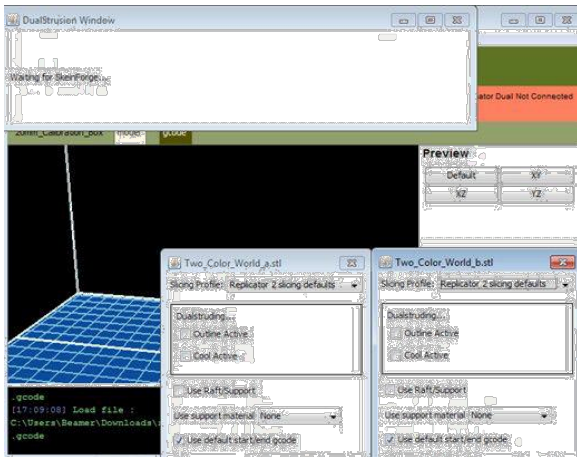 DualStrusion Window
Waiting for SkeinForge...
ator Dual Not Connected
20mm_Calibration_Box
model
gcode
Preview
Default
XY
XZ
YZ
Two_Color_World_a.stl
Slicing Profile:
Replicator 2 slicing defaults
Dualstruding...
Outline Active
Cool Active
Use Raft/Support
Use support material
None
Use default start/end gcode
Two_Color_World_b.stl
Slicing Profile:
Replicator 2 slicing defaults
Dualstruding...
Outline Active
Cool Active
Use Raft/Support
Use support material
None
Use default start/end gcode
.gcode
[17:09:08] Load file :
C:\Users\Beamer\Downloads\
.gcode